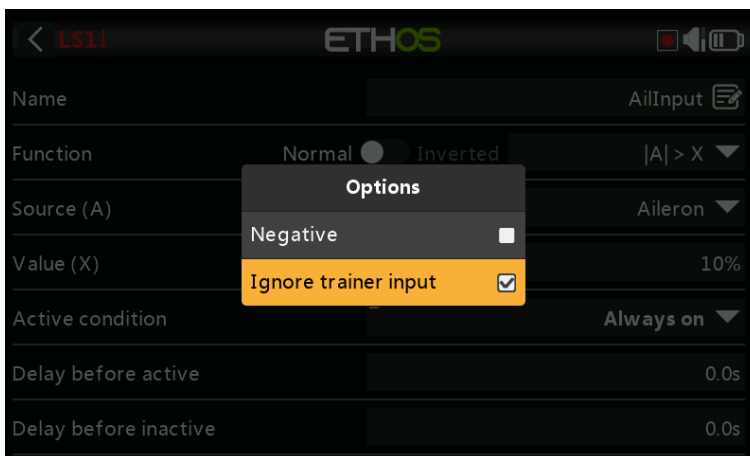 LS1↓ ETHOS
Name AilInput
Function Normal Inverted |A| > X
Options
Source (A) Aileron
Negative
Value (X) 10%
Ignore trainer input
Active condition Always on
Delay before active 0.0s
Delay before inactive 0.0s